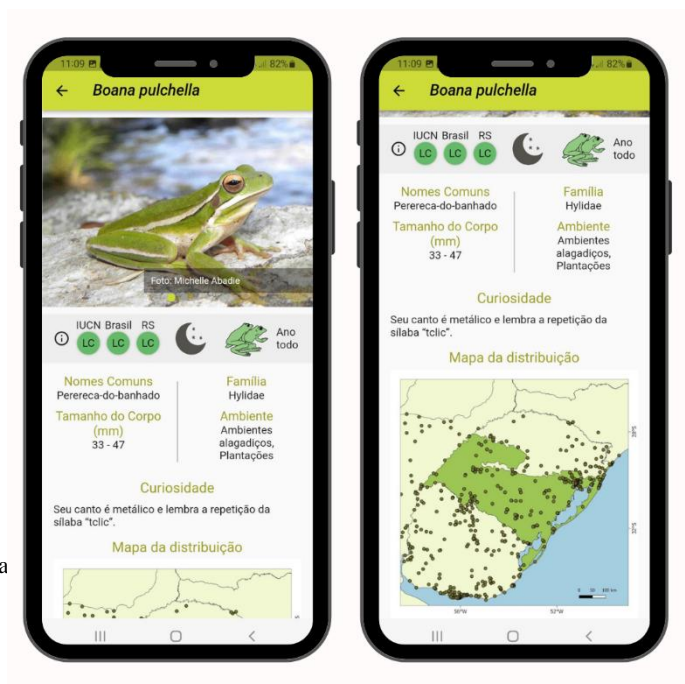 11:09 82%
← Boana pulchella
Foto: Michelle Abadie
IUCN Brasil RS
LC LC LC
Ano
todo
Nomes Comuns
Perereca-do-banhado
Tamanho do Corpo
(mm)
33 - 47
Família
Hylidae
Ambiente
Ambientes
alagadiços,
Plantações
Curiosidade
Seu canto é metálico e lembra a repetição da
sílaba “tclic”.
Mapa da distribuição
a
11:09 82%
← Boana pulchella
IUCN Brasil RS
LC LC LC
Ano
todo
Nomes Comuns
Perereca-do-banhado
Tamanho do Corpo
(mm)
33 - 47
Família
Hylidae
Ambiente
Ambientes
alagadiços,
Plantações
Curiosidade
Seu canto é metálico e lembra a repetição da
sílaba “tclic”.
Mapa da distribuição
32°S
56°W 52°W